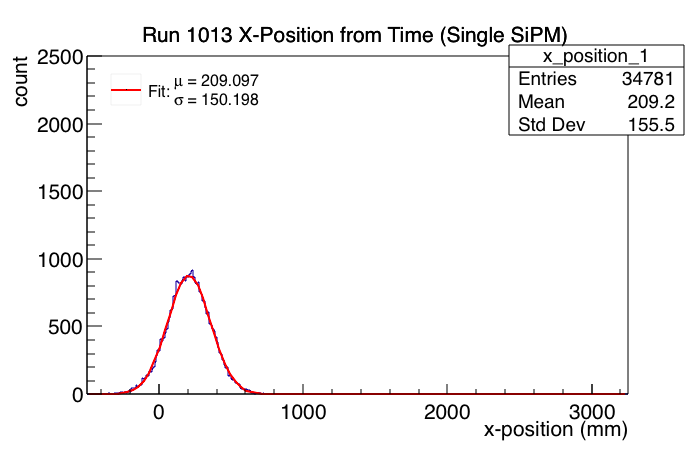 Run 1013 X-Position from Time (Single SiPM)
x_position_1
Entries 34781
Mean 209.2
Std Dev 155.5
count
2500
2000
1500
1000
500
0
Fit: μ = 209.097
σ = 150.198
0 1000 2000 3000
x-position (mm)